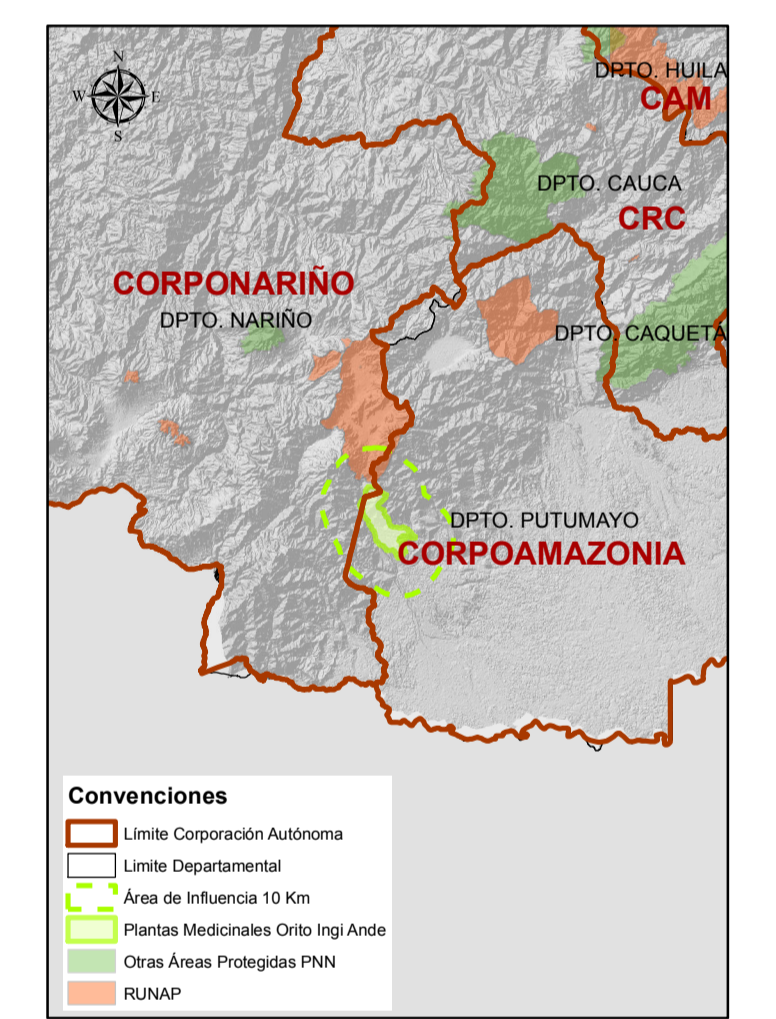 N
W
E
S
DPTO. HUILA
CAM
DPTO. CAUCA
CRC
CORPONARIÑO
DPTO. NARIÑO
DPTO. CAQUETA
DPTO. PUTUMAYO
CORPOAMAZONIA
Convenciones
Límite Corporación Autónoma
Limite Departamental
Área de Influencia 10 Km
Plantas Medicinales Orito Ingi Ande
Otras Áreas Protegidas PNN
RUNAP